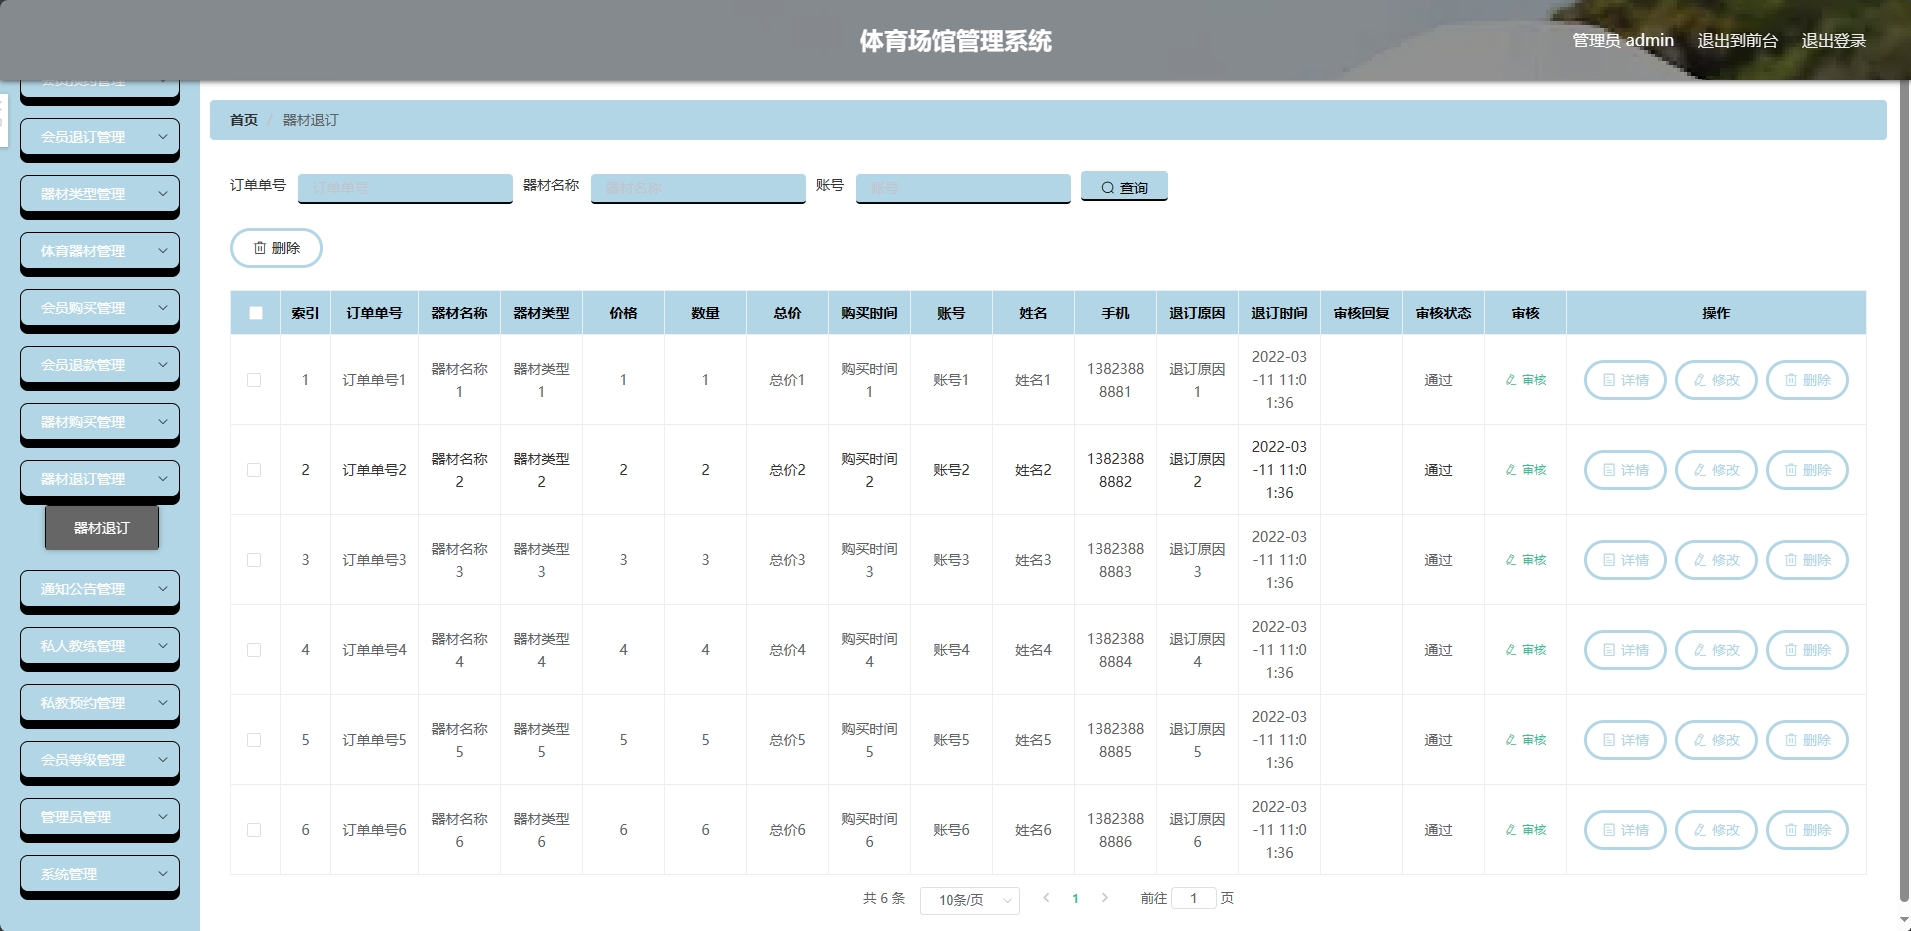 体育场馆管理系统
管理员 admin 退出到前台 退出登录
会员退订管理
器材类型管理
体育器材管理
会员购买管理
会员退款管理
器材购买管理
器材退订管理
器材退订
通知公告管理
私人教练管理
私教预约管理
会员等级管理
管理员管理
系统管理
首页 / 器材退订
订单单号 订单单号 器材名称 器材名称 账号 账号 查询
删除
索引 订单单号 器材名称 器材类型 价格 数量 总价 购买时间 账号 姓名 手机 退订原因 退订时间 审核回复 审核状态 审核 操作
1 订单单号1 器材名称1 器材类型1 1 1 总价1 购买时间1 账号1 姓名1 13823888881 退订原因1 2022-03-11 11:01:36 通过 审核 详情 修改 删除
2 订单单号2 器材名称2 器材类型2 2 2 总价2 购买时间2 账号2 姓名2 13823888882 退订原因2 2022-03-11 11:01:36 通过 审核 详情 修改 删除
3 订单单号3 器材名称3 器材类型3 3 3 总价3 购买时间3 账号3 姓名3 13823888883 退订原因3 2022-03-11 11:01:36 通过 审核 详情 修改 删除
4 订单单号4 器材名称4 器材类型4 4 4 总价4 购买时间4 账号4 姓名4 13823888884 退订原因4 2022-03-11 11:01:36 通过 审核 详情 修改 删除
5 订单单号5 器材名称5 器材类型5 5 5 总价5 购买时间5 账号5 姓名5 13823888885 退订原因5 2022-03-11 11:01:36 通过 审核 详情 修改 删除
6 订单单号6 器材名称6 器材类型6 6 6 总价6 购买时间6 账号6 姓名6 13823888886 退订原因6 2022-03-11 11:01:36 通过 审核 详情 修改 删除
共 6 条 10条/页 1 前往 1 页